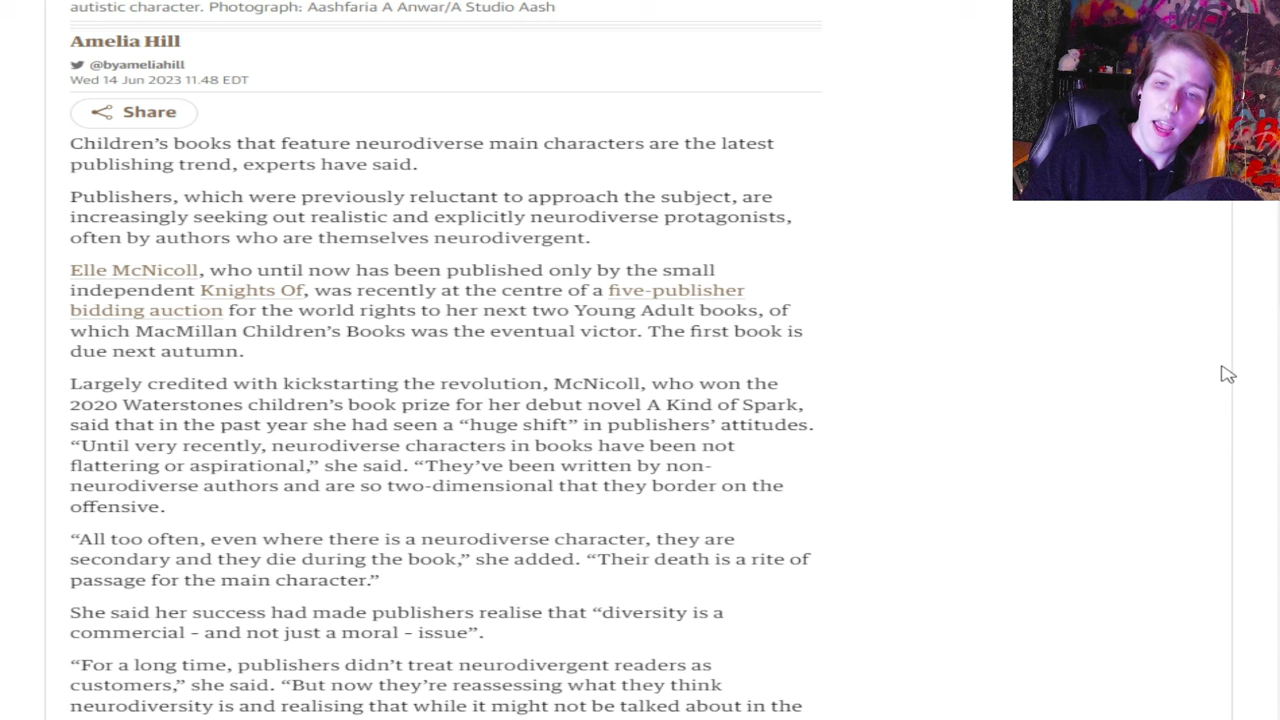 autistic character. Photograph: Aashfaria A Anwar/A Studio Aash
Amelia Hill
@byameliahill
Wed 14 Jun 2023 11.48 EDT
Share
Children’s books that feature neurodiverse main characters are the latest
publishing trend, experts have said.
Publishers, which were previously reluctant to approach the subject, are
increasingly seeking out realistic and explicitly neurodiverse protagonists,
often by authors who are themselves neurodivergent.
Elle McNicoll, who until now has been published only by the small
independent Knights Of, was recently at the centre of a five-publisher
bidding auction for the world rights to her next two Young Adult books, of
which MacMillan Children’s Books was the eventual victor. The first book is
due next autumn.
Largely credited with kickstarting the revolution, McNicoll, who won the
2020 Waterstones children’s book prize for her debut novel A Kind of Spark,
said that in the past year she had seen a “huge shift” in publishers’ attitudes.
“Until very recently, neurodiverse characters in books have been not
flattering or aspirational,” she said. “They’ve been written by non-
neurodiverse authors and are so two-dimensional that they border on the
offensive.
“All too often, even where there is a neurodiverse character, they are
secondary and they die during the book,” she added. “Their death is a rite of
passage for the main character.”
She said her success had made publishers realise that “diversity is a
commercial – and not just a moral – issue”.
“For a long time, publishers didn’t treat neurodivergent readers as
customers,” she said. “But now they’re reassessing what they think
neurodiversity is and realising that while it might not be talked about in the